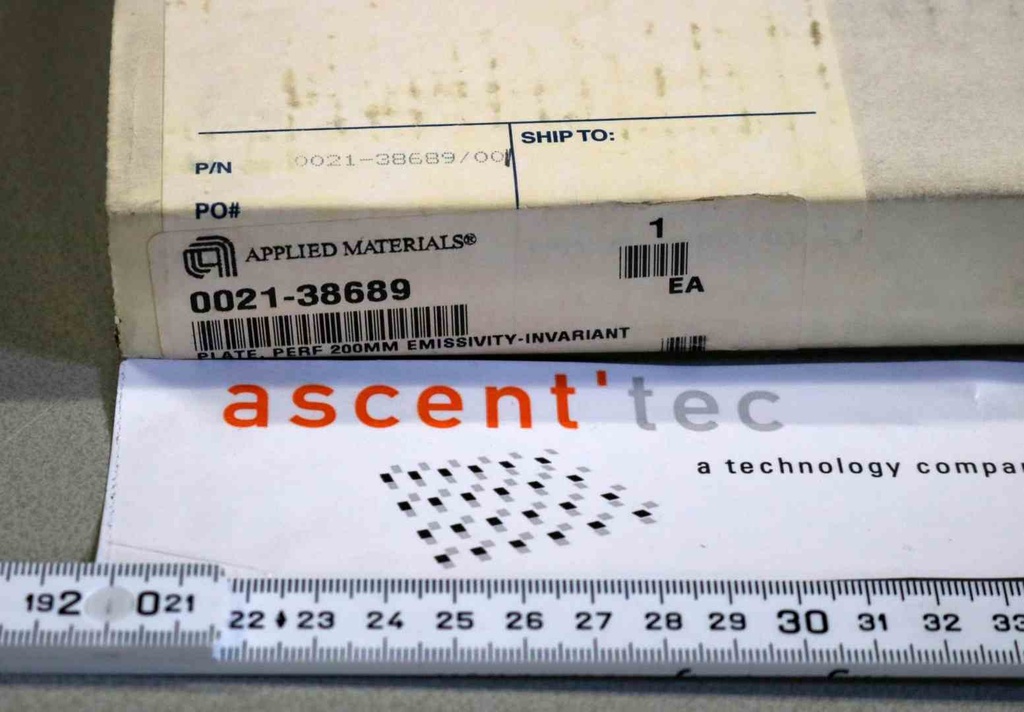 SHIP TO:
P/N 0021-38689/00
PO#
APPLIED MATERIALS®
1
EA
0021-38689
PLATE, PERF 200MM EMISSIVITY-INVARIANT
ascent'tec
a technology
192 021 22 23 24 25 26 27 28 29 30 31 32 33